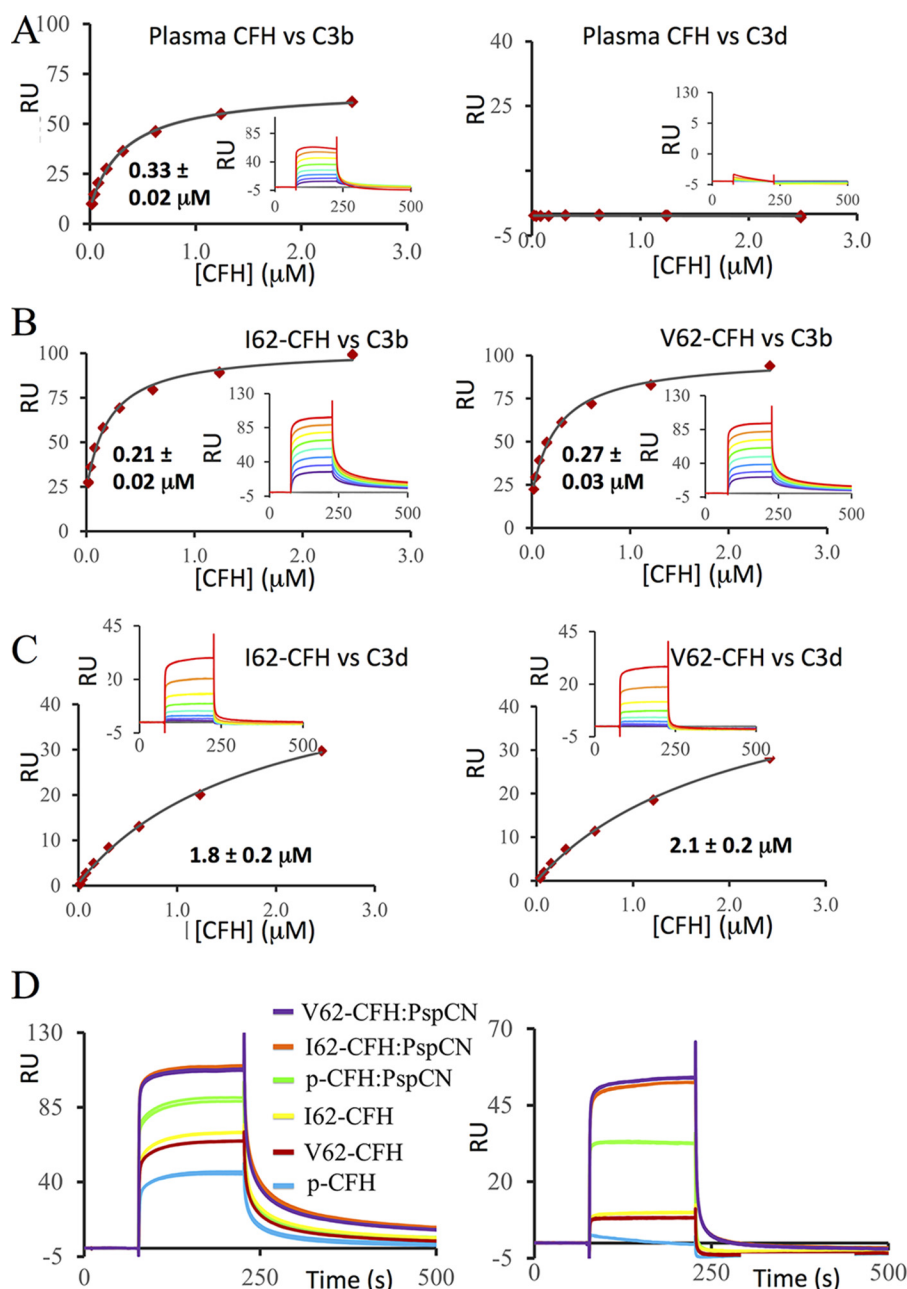 A
Plasma CFH vs C3b
RU
100
75
50
25
0
0.0
1.0
2.0
3.0
[CFH] (μM)
0.33 ±
0.02 μM
RU
85
40
-5
0
250
500
Plasma CFH vs C3d
RU
40
25
-5
0.0
1.0
2.0
3.0
[CFH] (μM)
RU
130
5
0
-5
0
250
500
B
I62-CFH vs C3b
RU
100
75
50
25
0
0.0
1.0
2.0
3.0
[CFH] (μM)
0.21 ±
0.02 μM
RU
130
85
40
-5
0
250
500
V62-CFH vs C3b
RU
100
75
50
25
0
0.0
1.0
2.0
3.0
[CFH] (μM)
0.27 ±
0.03 μM
RU
130
85
40
-5
0
250
500
C
I62-CFH vs C3d
RU
45
20
-5
0
250
500
RU
40
30
20
10
0
0.0
1.0
2.0
3.0
[CFH] (μM)
1.8 ± 0.2 μM
V62-CFH vs C3d
RU
45
20
-5
0
250
500
RU
40
30
20
10
0
0.0
1.0
2.0
3.0
[CFH] (μM)
2.1 ± 0.2 μM
D
RU
130
85
40
-5
0
250
Time (s)
500
V62-CFH:PspCN
I62-CFH:PspCN
p-CFH:PspCN
I62-CFH
V62-CFH
p-CFH
RU
70
45
20
-5
0
250
Time (s)
500